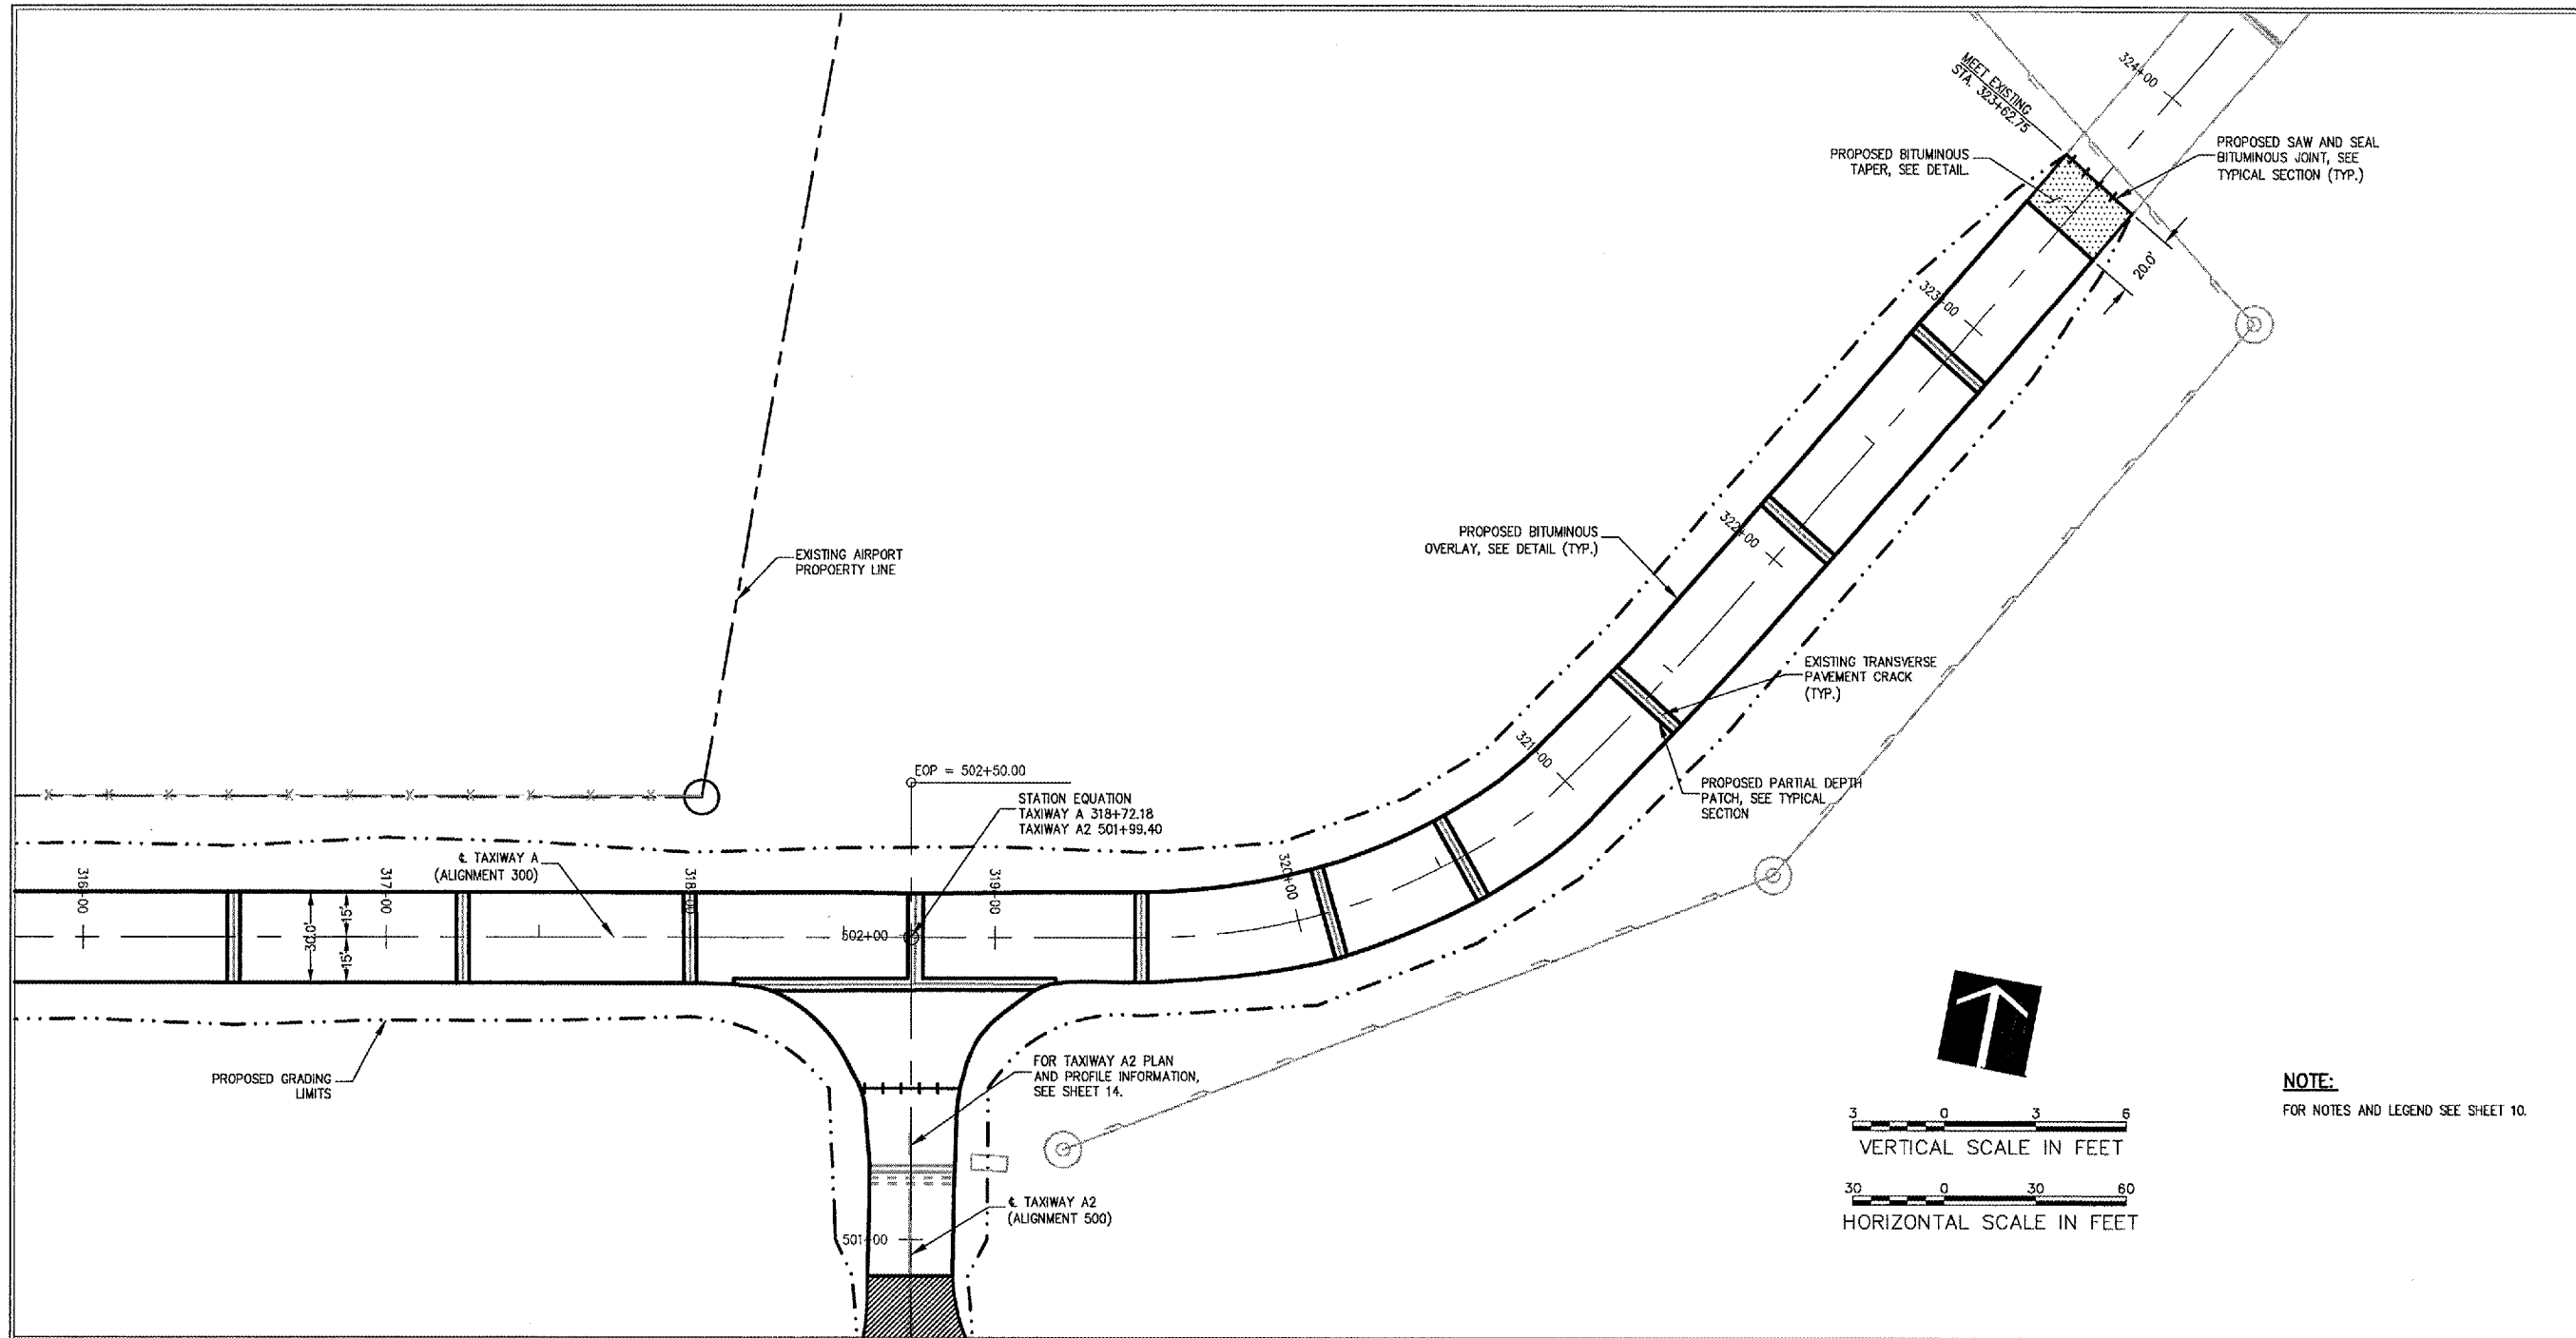 324+00
MEET EXISTING
STA. 323+62.75
PROPOSED BITUMINOUS
TAPER, SEE DETAIL.
PROPOSED SAW AND SEAL
BITUMINOUS JOINT, SEE
TYPICAL SECTION (TYP.)
20.0'
323+00
322+00
PROPOSED BITUMINOUS
OVERLAY, SEE DETAIL (TYP.)
EXISTING AIRPORT
PROPOERTY LINE
EXISTING TRANSVERSE
PAVEMENT CRACK
(TYP.)
321+00
PROPOSED PARTIAL DEPTH
PATCH, SEE TYPICAL
SECTION
EOP = 502+50.00
STATION EQUATION
TAXIWAY A 318+72.18
TAXIWAY A2 501+99.40
℄ TAXIWAY A
(ALIGNMENT 300)
316+00
317+00
318+00
319+00
320+00
30.0'
15'
15'
502+00
PROPOSED GRADING
LIMITS
FOR TAXIWAY A2 PLAN
AND PROFILE INFORMATION,
SEE SHEET 14.
℄ TAXIWAY A2
(ALIGNMENT 500)
501+00
3 0 3 6
VERTICAL SCALE IN FEET
30 0 30 60
HORIZONTAL SCALE IN FEET
NOTE:
FOR NOTES AND LEGEND SEE SHEET 10.